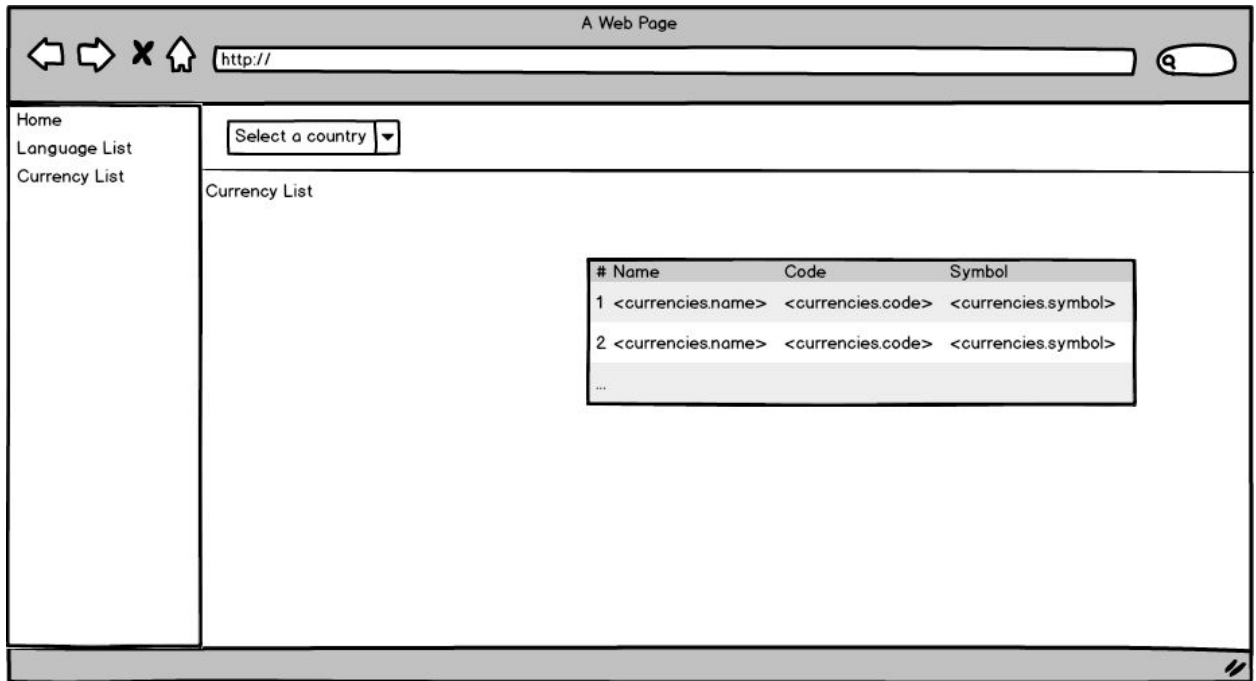 A Web Page
http://
Home
Language List
Currency List
Select a country
Currency List
# Name Code Symbol
1 <currencies.name> <currencies.code> <currencies.symbol>
2 <currencies.name> <currencies.code> <currencies.symbol>
...